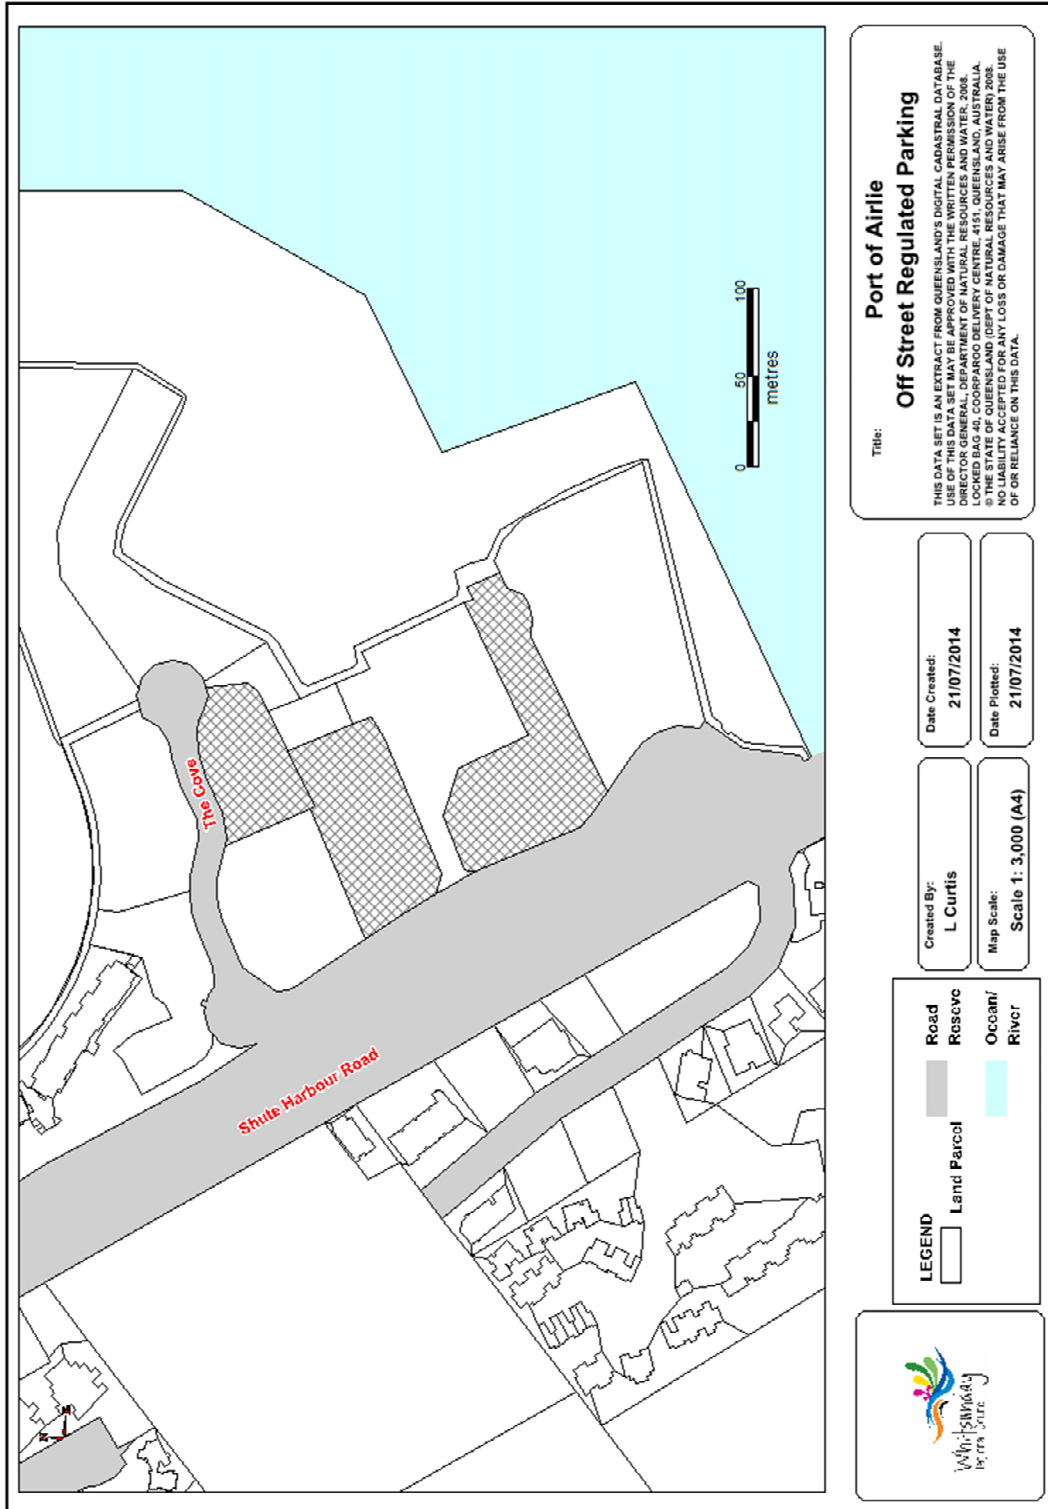 The Cove
Shute Harbour Road
0 50 100
metres
Title:
Port of Airlie
Off Street Regulated Parking
THIS DATA SET IS AN EXTRACT FROM QUEENSLAND'S DIGITAL CADASTRAL DATABASE.
USE OF THIS DATA SET MAY BE APPROVED WITH THE WRITTEN PERMISSION OF THE
DIRECTOR GENERAL, DEPARTMENT OF NATURAL RESOURCES AND WATER, 2008.
LOCKED BAG 40, COORPAROO DELIVERY CENTRE, 4151, QUEENSLAND, AUSTRALIA.
© THE STATE OF QUEENSLAND (DEPT OF NATURAL RESOURCES AND WATER) 2008.
NO LIABILITY ACCEPTED FOR ANY LOSS OR DAMAGE THAT MAY ARISE FROM THE USE
OF OR RELIANCE ON THIS DATA.
Date Created:
21/07/2014
Date Plotted:
21/07/2014
Created By:
L Curtis
Map Scale:
Scale 1: 3,000 (A4)
LEGEND
Land Parcel
Road
Reseve
Ocean/
River
Whitsunday
Regional Council